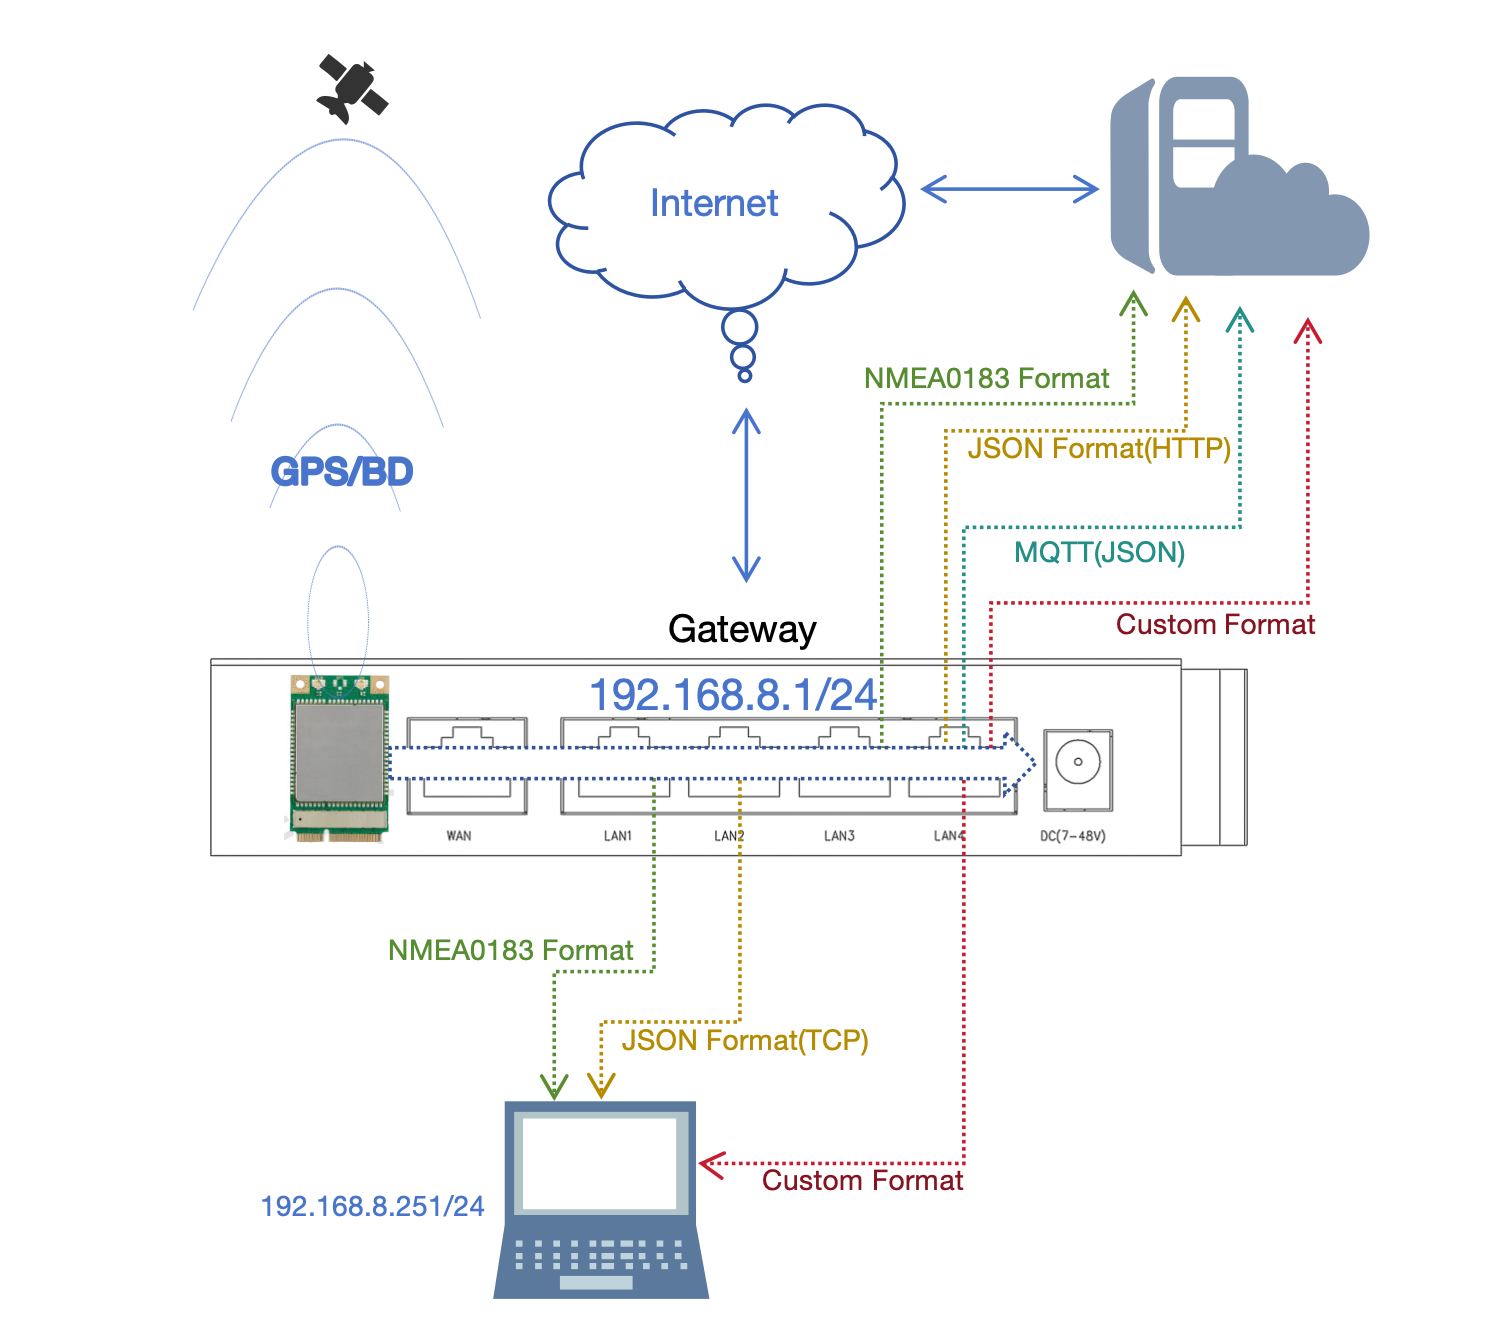 Internet
NMEA0183 Format
JSON Format(HTTP)
GPS/BD
MQTT(JSON)
Custom Format
Gateway
192.168.8.1/24
WAN
LAN1
LAN2
LAN3
LAN4
DC(7-48V)
NMEA0183 Format
JSON Format(TCP)
Custom Format
192.168.8.251/24